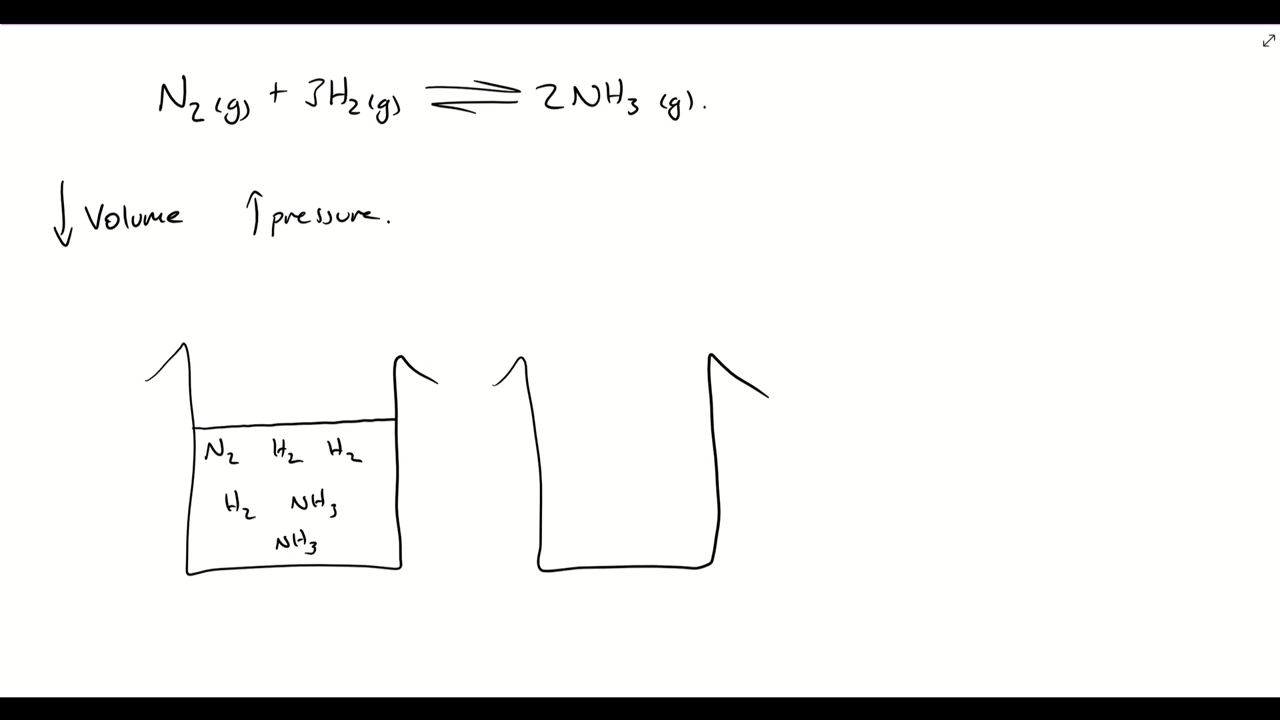 N₂(g) + 3H₂(g) ⇌ 2NH₃(g).
↓ Volume ↑ pressure.
N₂ H₂ H₂
H₂ NH₃
NH₃